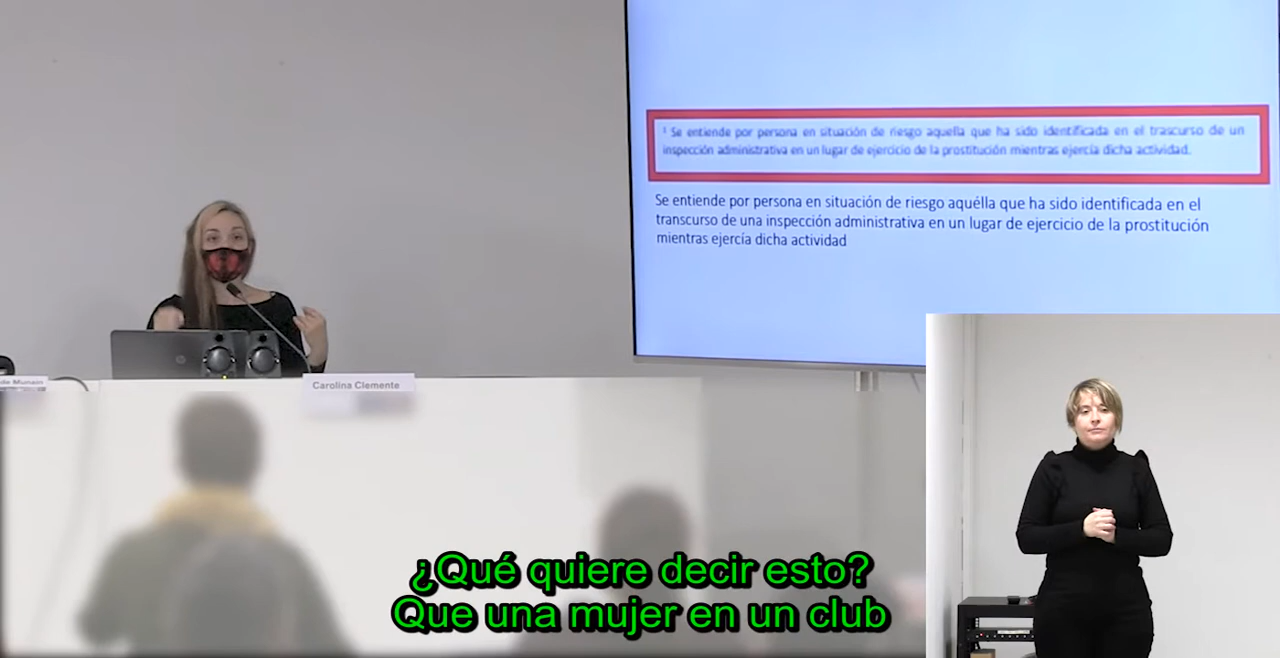 ¹ Se entiende por persona en situación de riesgo aquella que ha sido identificada en el trascurso de un
inspección administrativa en un lugar de ejercicio de la prostitución mientras ejercía dicha actividad.
Se entiende por persona en situación de riesgo aquélla que ha sido identificada en el
transcurso de una inspección administrativa en un lugar de ejercicio de la prostitución
mientras ejercía dicha actividad
de Munain
Carolina Clemente
¿Qué quiere decir esto?
Que una mujer en un club